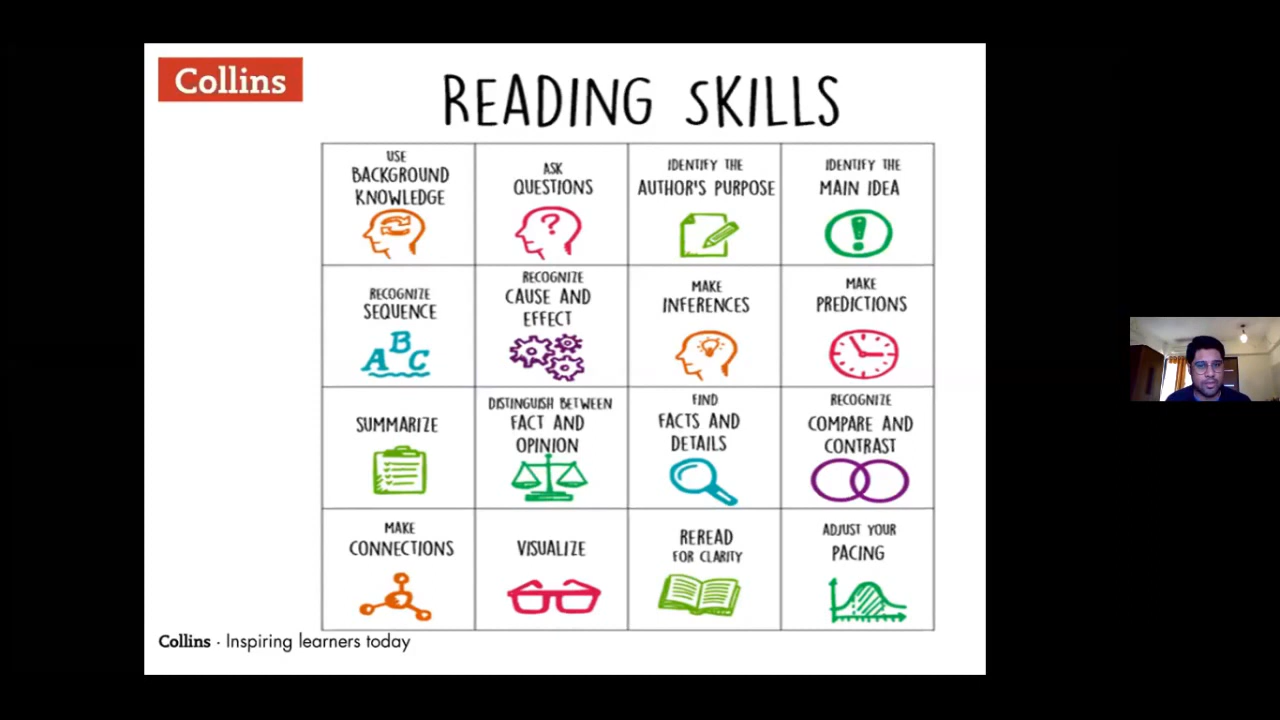 Collins
READING SKILLS
USE
BACKGROUND
KNOWLEDGE
ASK
QUESTIONS
?
IDENTIFY THE
AUTHOR'S PURPOSE
IDENTIFY THE
MAIN IDEA
!
RECOGNIZE
SEQUENCE
ABC
RECOGNIZE
CAUSE AND
EFFECT
MAKE
INFERENCES
MAKE
PREDICTIONS
SUMMARIZE
DISTINGUISH BETWEEN
FACT AND
OPINION
FIND
FACTS AND
DETAILS
RECOGNIZE
COMPARE AND
CONTRAST
MAKE
CONNECTIONS
VISUALIZE
REREAD
FOR CLARITY
ADJUST YOUR
PACING
Collins · Inspiring learners today